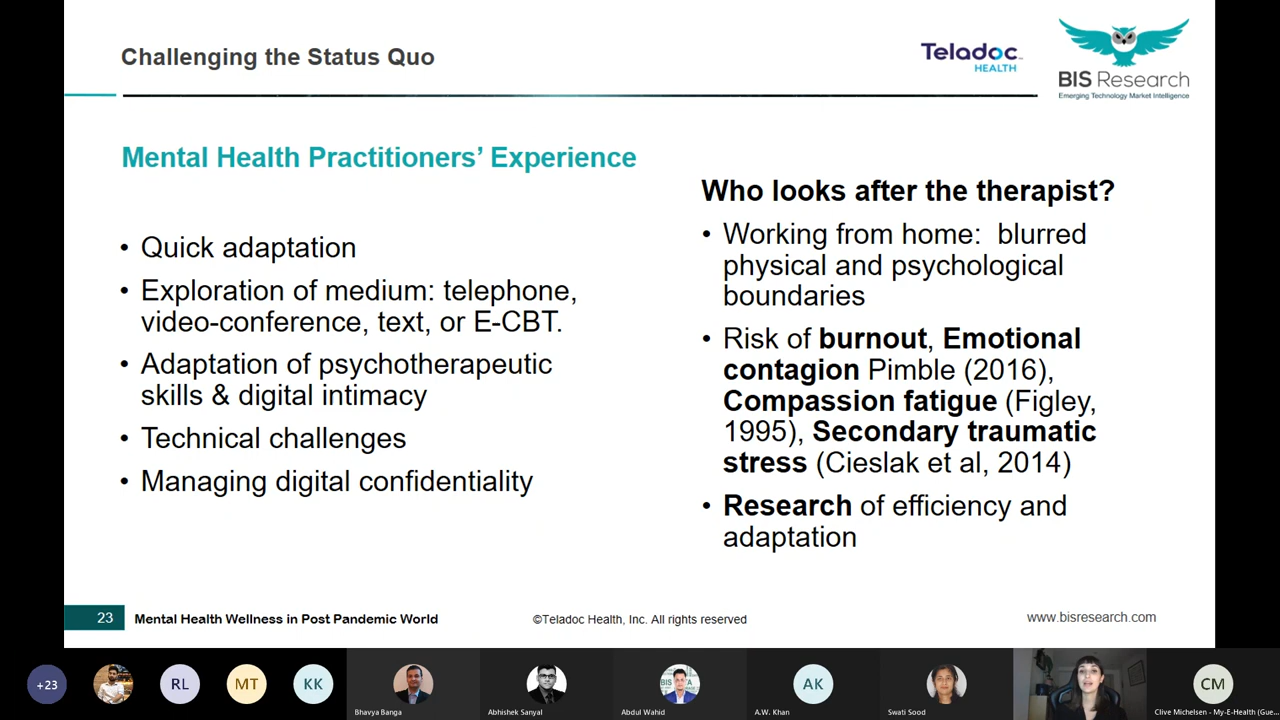 Challenging the Status Quo
Teladoc
HEALTH
BIS Research
Emerging Technology Market Intelligence
Mental Health Practitioners’ Experience
• Quick adaptation
• Exploration of medium: telephone,
video-conference, text, or E-CBT.
• Adaptation of psychotherapeutic
skills & digital intimacy
• Technical challenges
• Managing digital confidentiality
Who looks after the therapist?
• Working from home:  blurred
physical and psychological
boundaries
• Risk of burnout, Emotional
contagion Pimble (2016),
Compassion fatigue (Figley,
1995), Secondary traumatic
stress (Cieslak et al, 2014)
• Research of efficiency and
adaptation
23
Mental Health Wellness in Post Pandemic World
©Teladoc Health, Inc. All rights reserved
www.bisresearch.com
+23
RL
MT
KK
Bhavya Banga
Abhishek Sanyal
Abdul Wahid
AK
A.W. Khan
Swati Sood
CM
Clive Michelsen - My-E-Health (Gue...